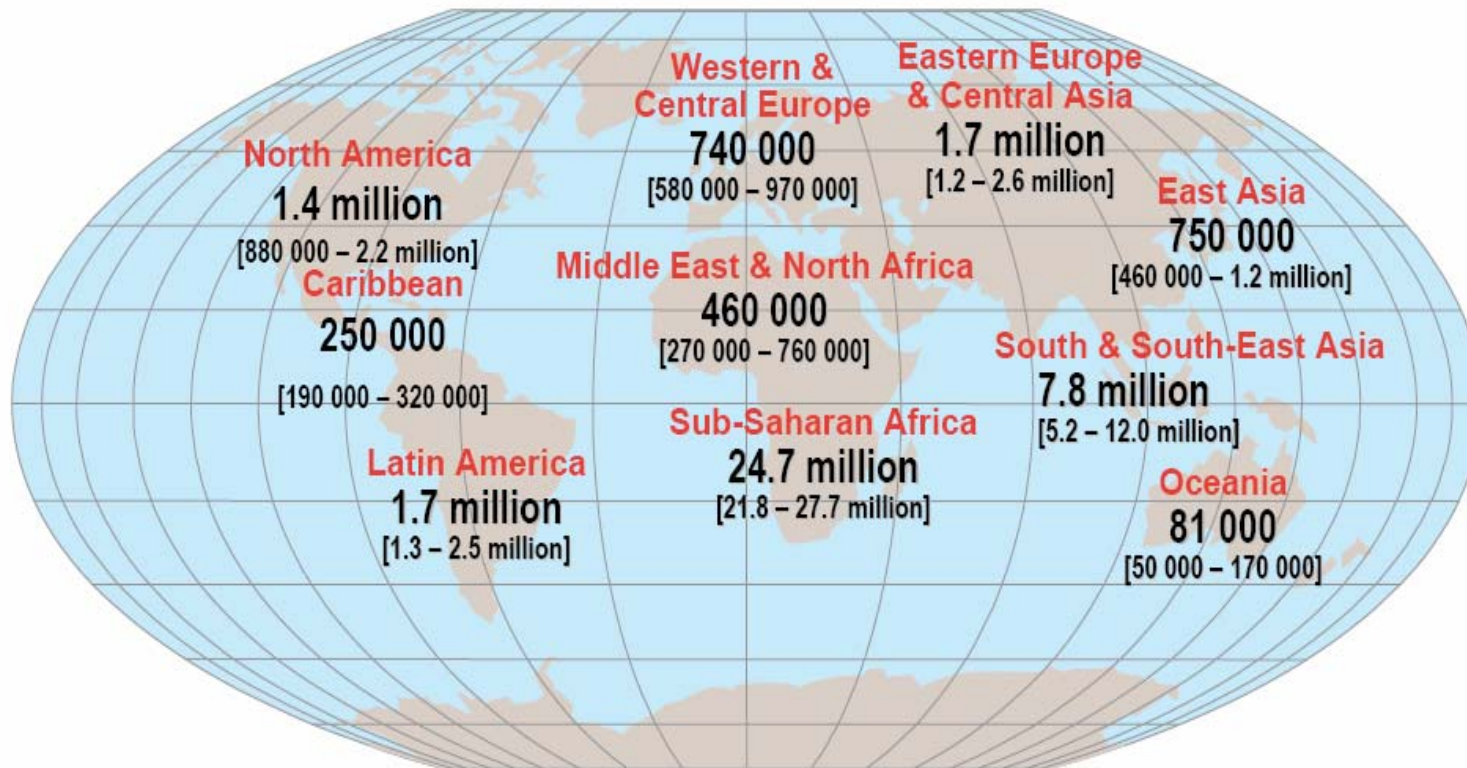 Western &
Central Europe
740 000
[580 000 – 970 000]
Eastern Europe
& Central Asia
1.7 million
[1.2 – 2.6 million]
North America
1.4 million
[880 000 – 2.2 million]
East Asia
750 000
[460 000 – 1.2 million]
Caribbean
250 000
[190 000 – 320 000]
Middle East & North Africa
460 000
[270 000 – 760 000]
South & South-East Asia
7.8 million
[5.2 – 12.0 million]
Sub-Saharan Africa
24.7 million
[21.8 – 27.7 million]
Latin America
1.7 million
[1.3 – 2.5 million]
Oceania
81 000
[50 000 – 170 000]